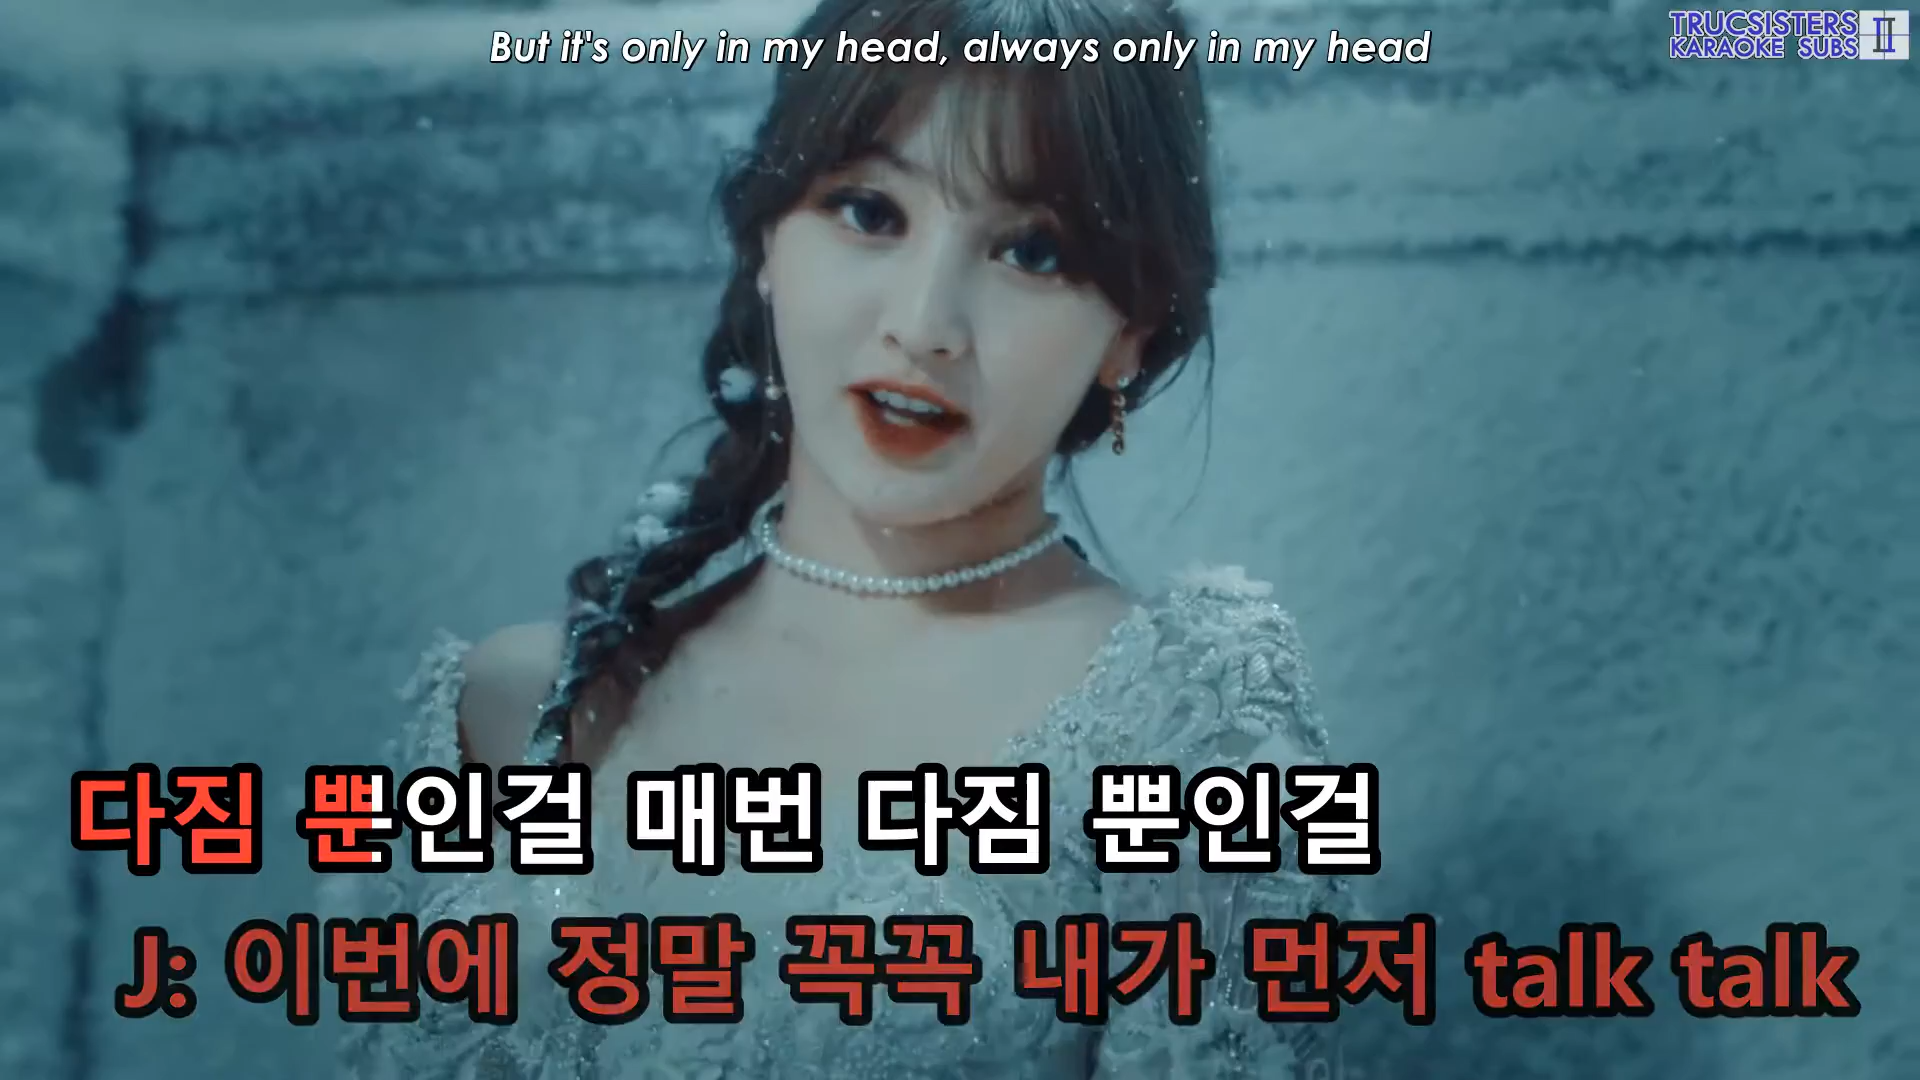 But it's only in my head, always only in my head
TRUCSISTERS
KARAOKE SUBS II
다짐 뿐인걸 매번 다짐 뿐인걸
J: 이번에 정말 꼭꼭 내가 먼저 talk talk